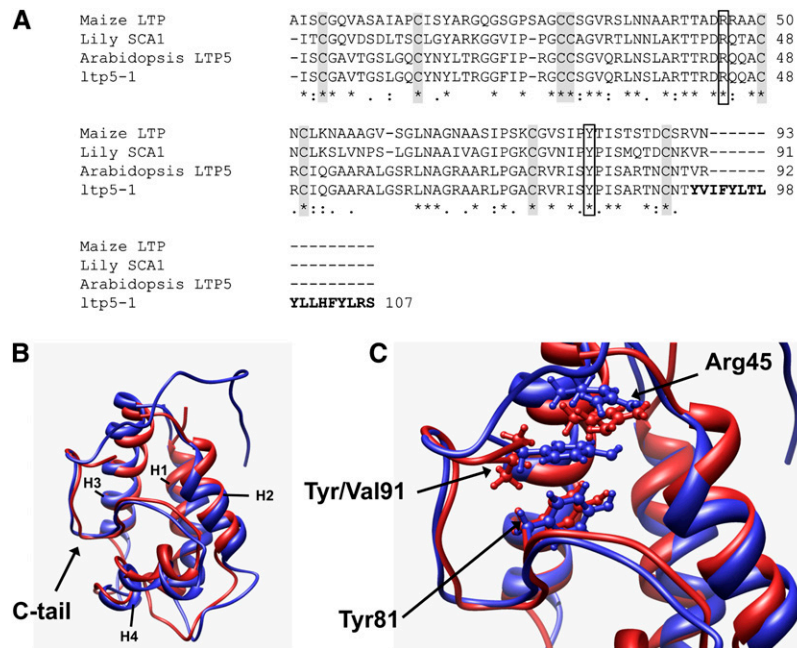 A
Maize LTP AISCGQVASAIAPCISYARGQGSGPSAGCCSGVRSLNNAARTTADRRAAC 50
Lily SCA1 -ITCGQVDSDLTSCLGYARKGGVIP-PGCCAGVRTLNNLAKTTPDRQTAC 48
Arabidopsis LTP5 -ISCGAVTGSLGQCYNYLTRGGFIP-RGCCSGVQRLNSLARTTRDRQQAC 48
ltp5-1 -ISCGAVTGSLGQCYNYLTRGGFIP-RGCCSGVQRLNSLARTTRDRQQAC 48
Maize LTP NCLKNAAAGV-SGLNAGNAASIPSKCGVSIPYTISTSTDCSRVN------ 93
Lily SCA1 NCLKSLVNPS-LGLNAAIVAGIPGKCGVNIPYPISMQTDCNKVR------ 91
Arabidopsis LTP5 RCIQGAARALGSRLNAGRAARLPGACRVRISYPISARTNCNTVR------ 92
ltp5-1 RCIQGAARALGSRLNAGRAARLPGACRVRISYPISARTNCNTYVIFYLTL 98
Maize LTP ---------
Lily SCA1 ---------
Arabidopsis LTP5 ---------
ltp5-1 YLLHFYLRS 107
B
C
Arg45
H3
H1
H2
Tyr/Val91
C-tail
Tyr81
H4